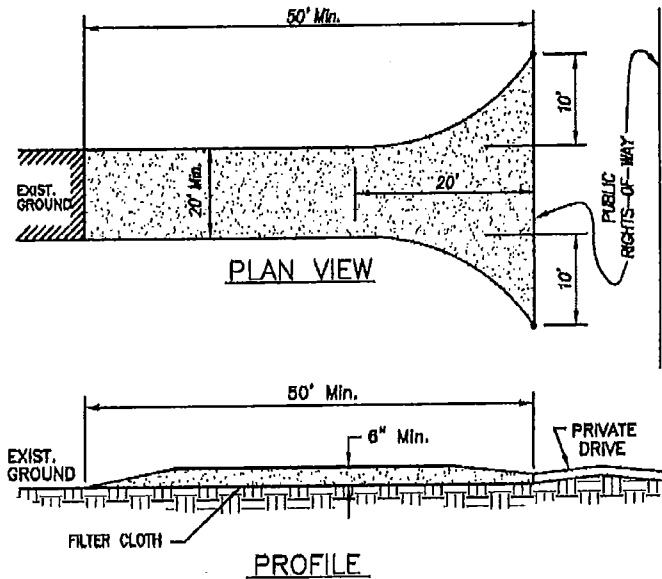 50' Min.
10'
EXIST.
GROUND
20' Min.
20'
PUBLIC
RIGHTS-OF-WAY
10'
PLAN VIEW
50' Min.
6" Min.
PRIVATE
DRIVE
EXIST.
GROUND
FILTER CLOTH
PROFILE